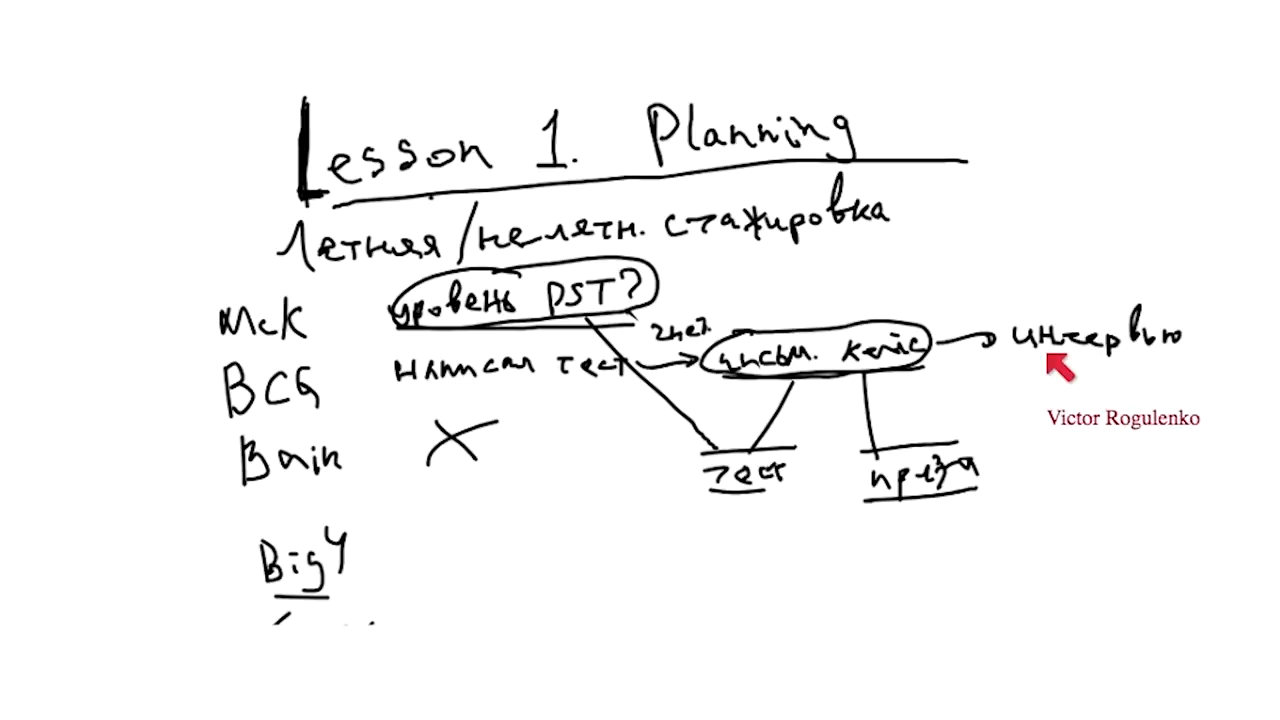 Lesson 1. Planning
Летняя/нелетн. стажировка
McK уровень PST?
2нед
BCG написал тест → письм. кейс → интервью
Bain X
тест през-а
Big4
Victor Rogulenko